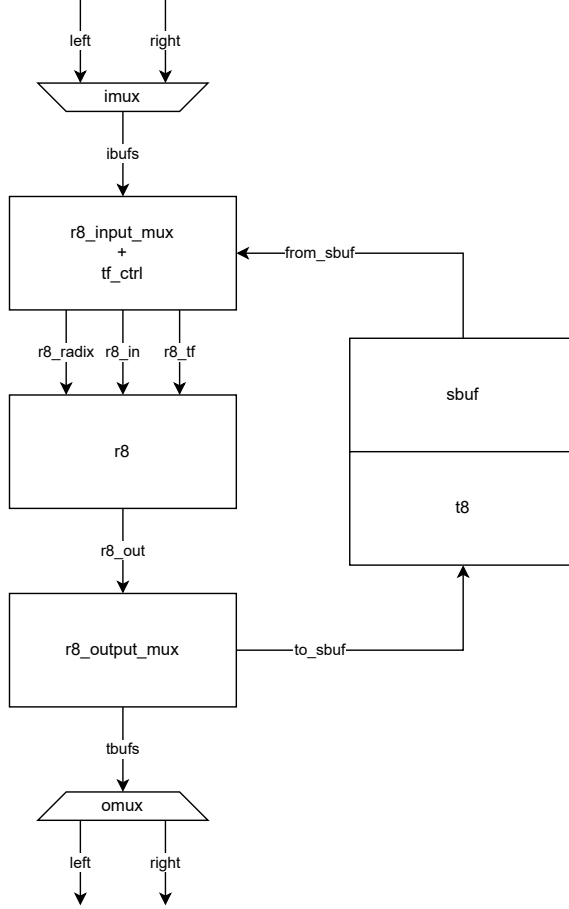 left
right
imux
ibufs
r8_input_mux
+
tf_ctrl
from_sbuf
r8_radix
r8_in
r8_tf
sbuf
r8
t8
r8_out
r8_output_mux
to_sbuf
tbufs
omux
left
right